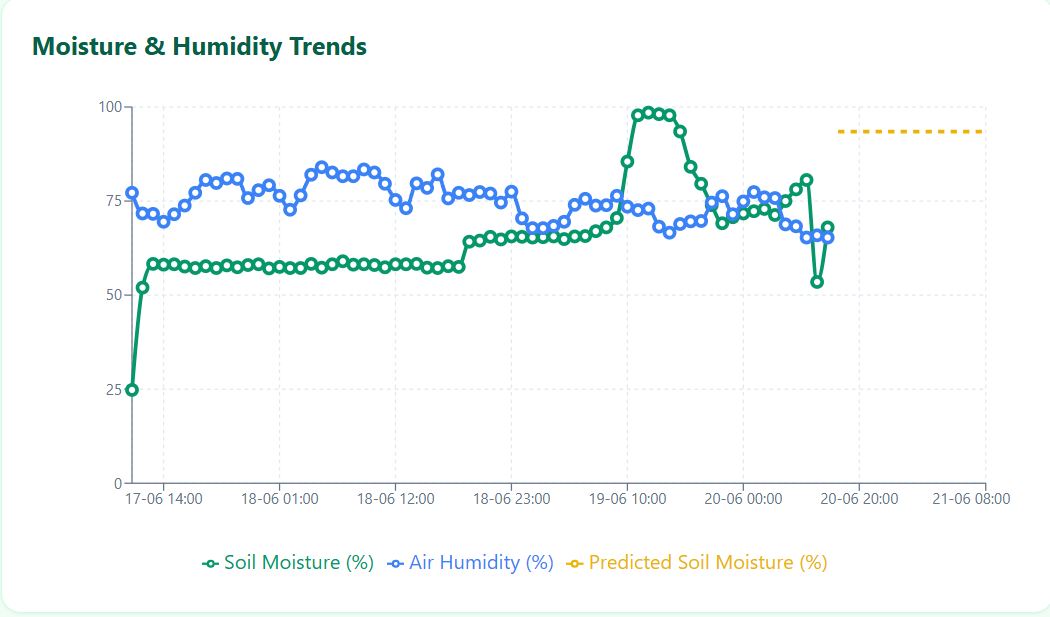 Moisture & Humidity Trends
100
75
50
25
0
17-06 14:00 18-06 01:00 18-06 12:00 18-06 23:00 19-06 10:00 20-06 00:00 20-06 20:00 21-06 08:00
Soil Moisture (%) Air Humidity (%) Predicted Soil Moisture (%)